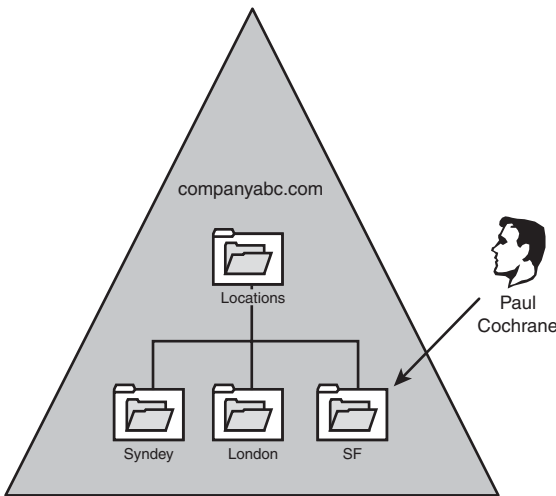 companyabc.com
Locations
Paul
Cochrane
Syndey
London
SF